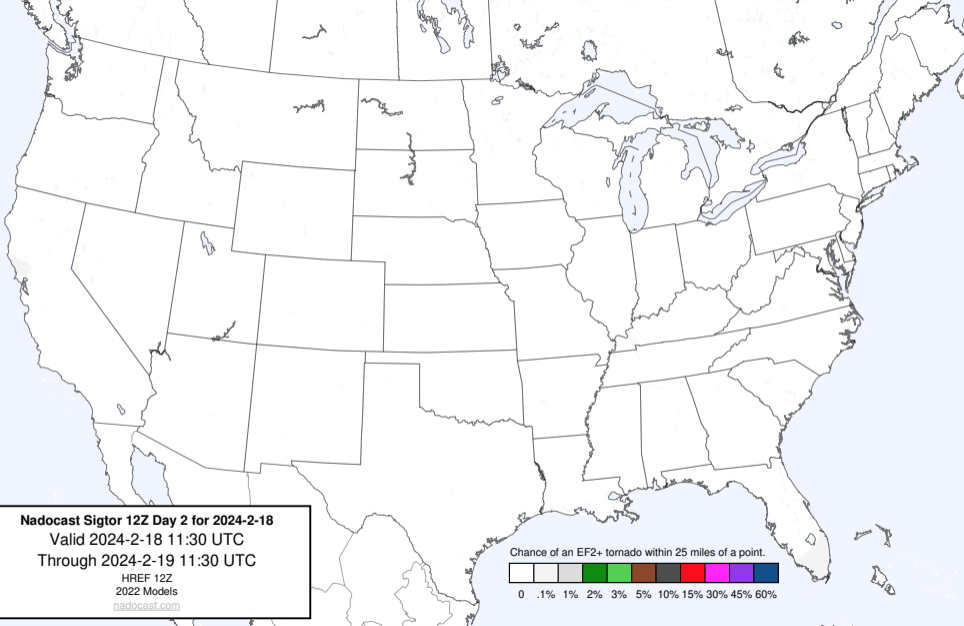 Nadocast Sigtor 12Z Day 2 for 2024-2-18
Valid 2024-2-18 11:30 UTC
Through 2024-2-19 11:30 UTC
HREF 12Z
2022 Models
nadocast.com
Chance of an EF2+ tornado within 25 miles of a point.
0 .1% 1% 2% 3% 5% 10% 15% 30% 45% 60%